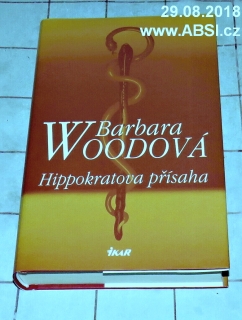 29.08.2018
www.ABSI.cz
Barbara
WOODOVÁ
Hippokratova přísaha
IKAR